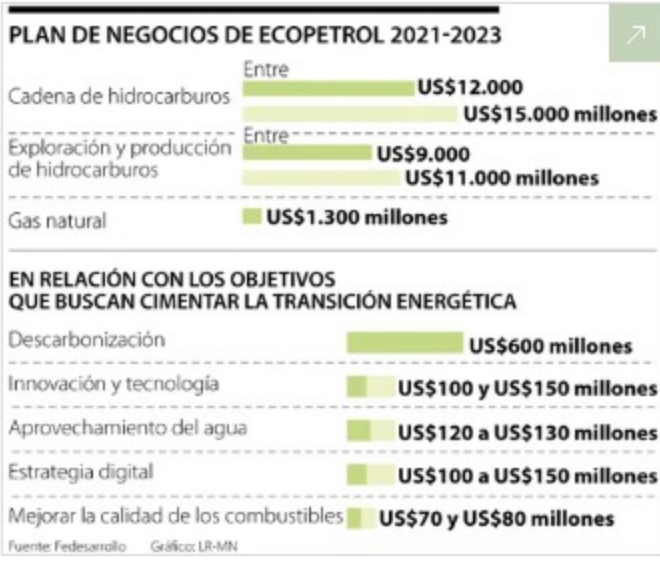 PLAN DE NEGOCIOS DE ECOPETROL 2021-2023
Entre
Cadena de hidrocarburos
US$12.000
US$15.000 millones
Entre
Exploración y producción
de hidrocarburos
US$9.000
US$11.000 millones
Gas natural
US$1.300 millones
EN RELACIÓN CON LOS OBJETIVOS
QUE BUSCAN CIMENTAR LA TRANSICIÓN ENERGÉTICA
Descarbonización
US$600 millones
Innovación y tecnología
US$100 y US$150 millones
Aprovechamiento del agua
US$120 a US$130 millones
Estrategia digital
US$100 a US$150 millones
Mejorar la calidad de los combustibles
US$70 y US$80 millones
Fuente: Fedesarrollo Gráfico: LR-MN